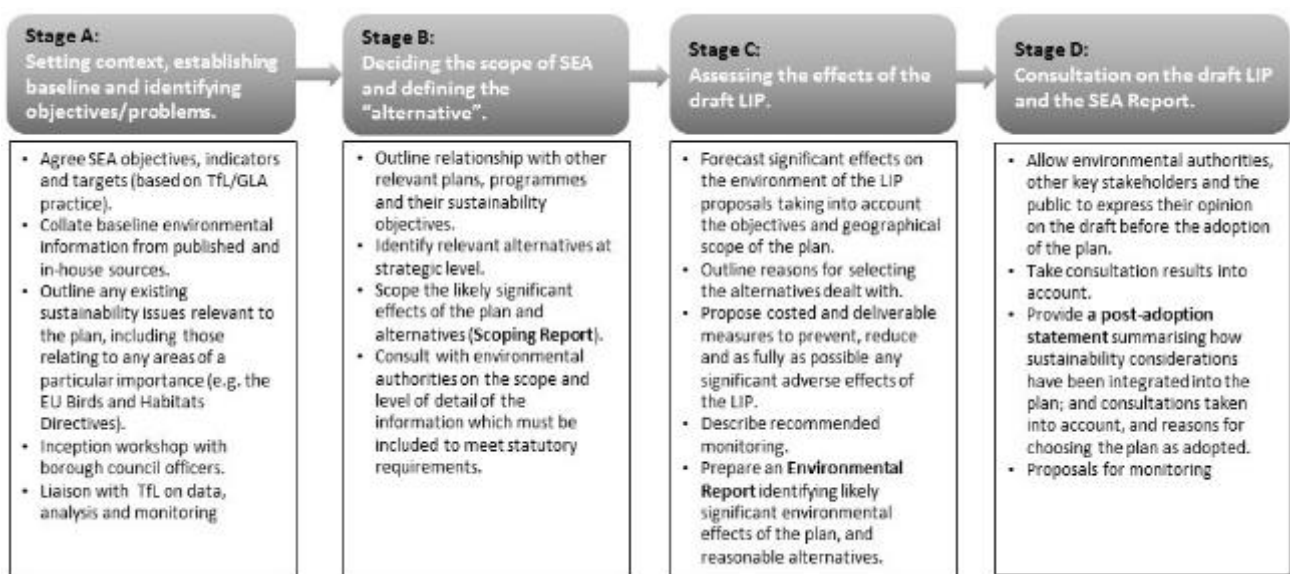 Stage A:
Setting context, establishing
baseline and identifying
objectives/problems.
• Agree SEA objectives, indicators
and targets (based on TfL/GLA
practice).
• Collate baseline environmental
information from published and
in-house sources.
• Outline any existing
sustainability issues relevant to
the plan, including those
relating to any areas of a
particular importance (e.g. the
EU Birds and Habitats
Directives).
• Inception workshop with
borough council officers.
• Liaison with TfL on data,
analysis and monitoring
Stage B:
Deciding the scope of SEA
and defining the
“alternative”.
• Outline relationship with other
relevant plans, programmes
and their sustainability
objectives.
• Identify relevant alternatives at
strategic level.
• Scope the likely significant
effects of the plan and
alternatives (Scoping Report).
• Consult with environmental
authorities on the scope and
level of detail of the
information which must be
included to meet statutory
requirements.
Stage C:
Assessing the effects of the
draft LIP.
• Forecast significant effects on
the environment of the LIP
proposals taking into account
the objectives and geographical
scope of the plan.
• Outline reasons for selecting
the alternatives dealt with.
• Propose costed and deliverable
measures to prevent, reduce
and as fully as possible any
significant adverse effects of
the LIP.
• Describe recommended
monitoring.
• Prepare an Environmental
Report identifying likely
significant environmental
effects of the plan, and
reasonable alternatives.
Stage D:
Consultation on the draft LIP
and the SEA Report.
• Allow environmental authorities,
other key stakeholders and the
public to express their opinion
on the draft before the adoption
of the plan.
• Take consultation results into
account.
• Provide a post-adoption
statement summarising how
sustainability considerations
have been integrated into the
plan; and consultations taken
into account, and reasons for
choosing the plan as adopted.
• Proposals for monitoring